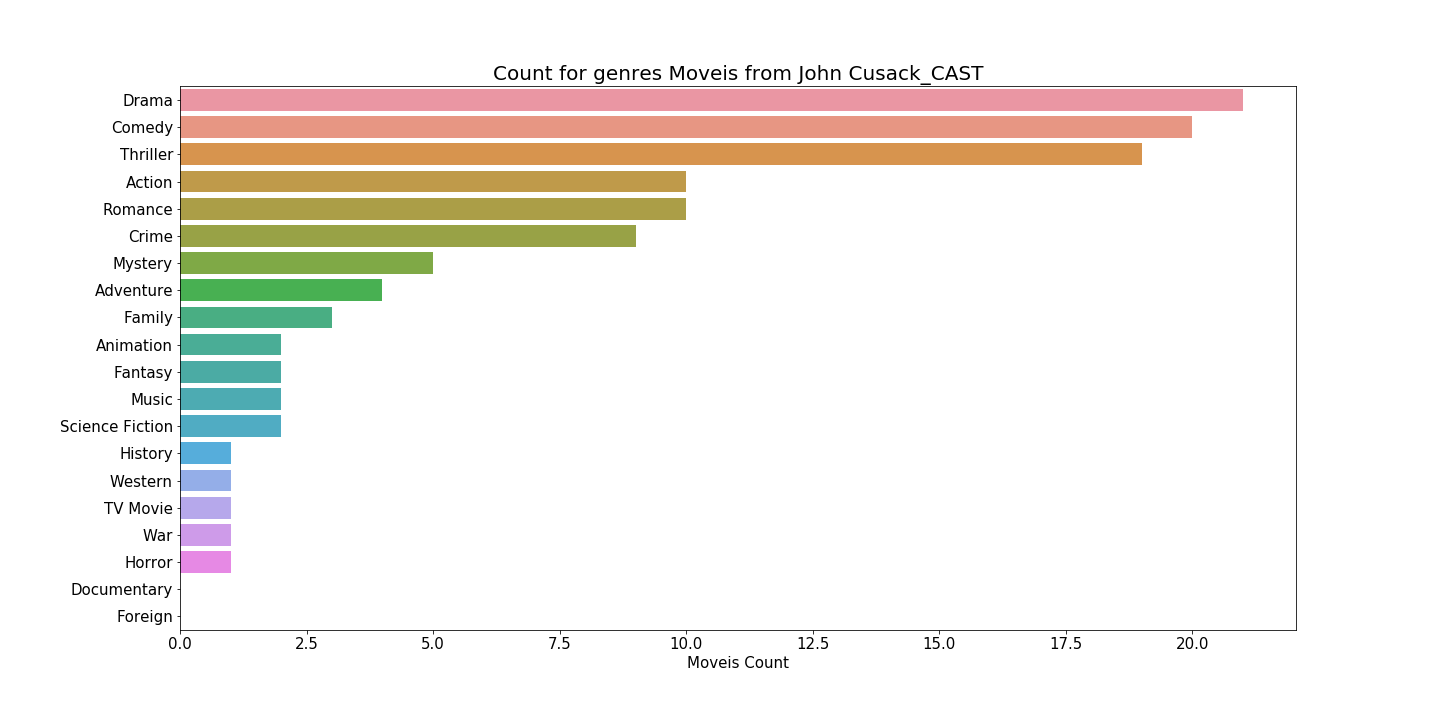 Count for genres Moveis from John Cusack_CAST
Drama
Comedy
Thriller
Action
Romance
Crime
Mystery
Adventure
Family
Animation
Fantasy
Music
Science Fiction
History
Western
TV Movie
War
Horror
Documentary
Foreign
0.0 2.5 5.0 7.5 10.0 12.5 15.0 17.5 20.0
Moveis Count